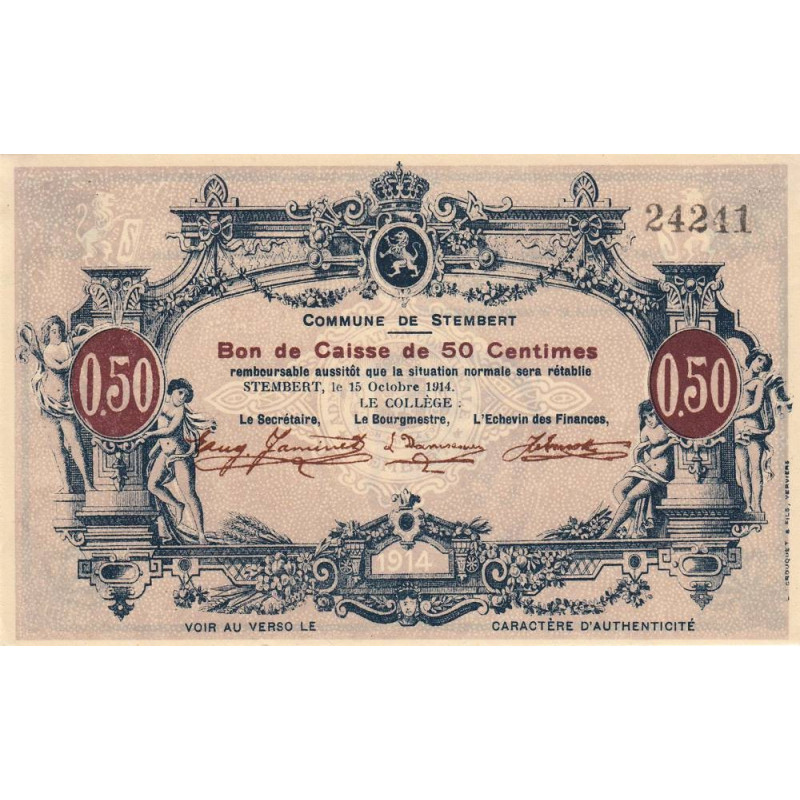 24241
COMMUNE DE STEMBERT
Bon de Caisse de 50 Centimes
remboursable aussitôt que la situation normale sera rétablie
STEMBERT, le 15 Octobre 1914.
LE COLLÈGE :
Le Secrétaire, Le Bourgmestre, L'Echevin des Finances,
0.50
0.50
1914
VOIR AU VERSO LE CARACTÈRE D'AUTHENTICITÉ